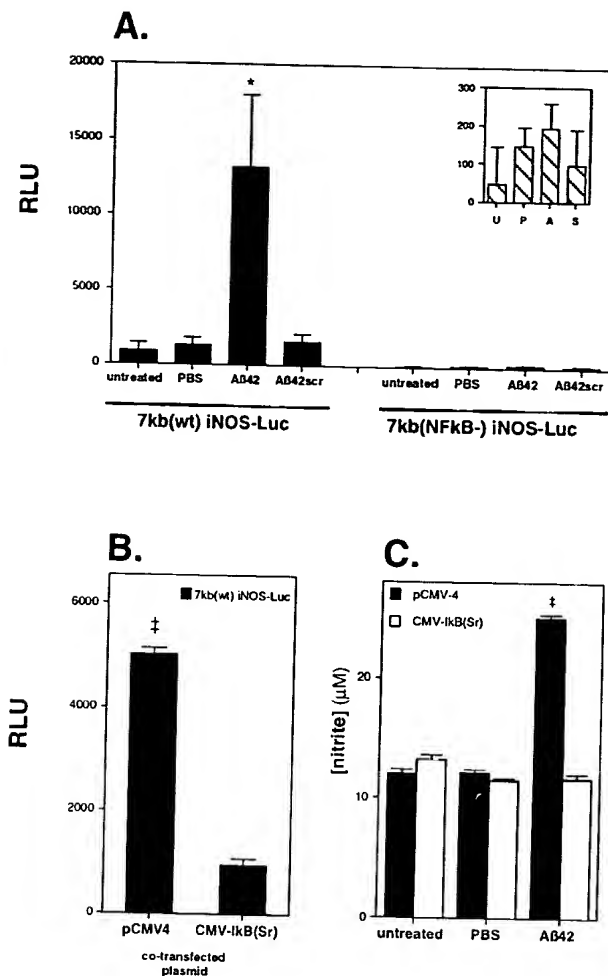 A.
20000
15000
10000
5000
0
RLU
*
300
200
100
0
U P A S
untreated PBS Aβ42 Aβ42scr
untreated PBS Aβ42 Aβ42scr
7kb(wt) iNOS-Luc
7kb(NFkB-) iNOS-Luc
B.
7kb(wt) iNOS-Luc
‡
6000
4000
2000
0
RLU
pCMV4 CMV-IkB(Sr)
co-transfected
plasmid
C.
pCMV-4
CMV-IkB(Sr)
‡
20
10
0
[nitrite] (μM)
untreated PBS Aβ42